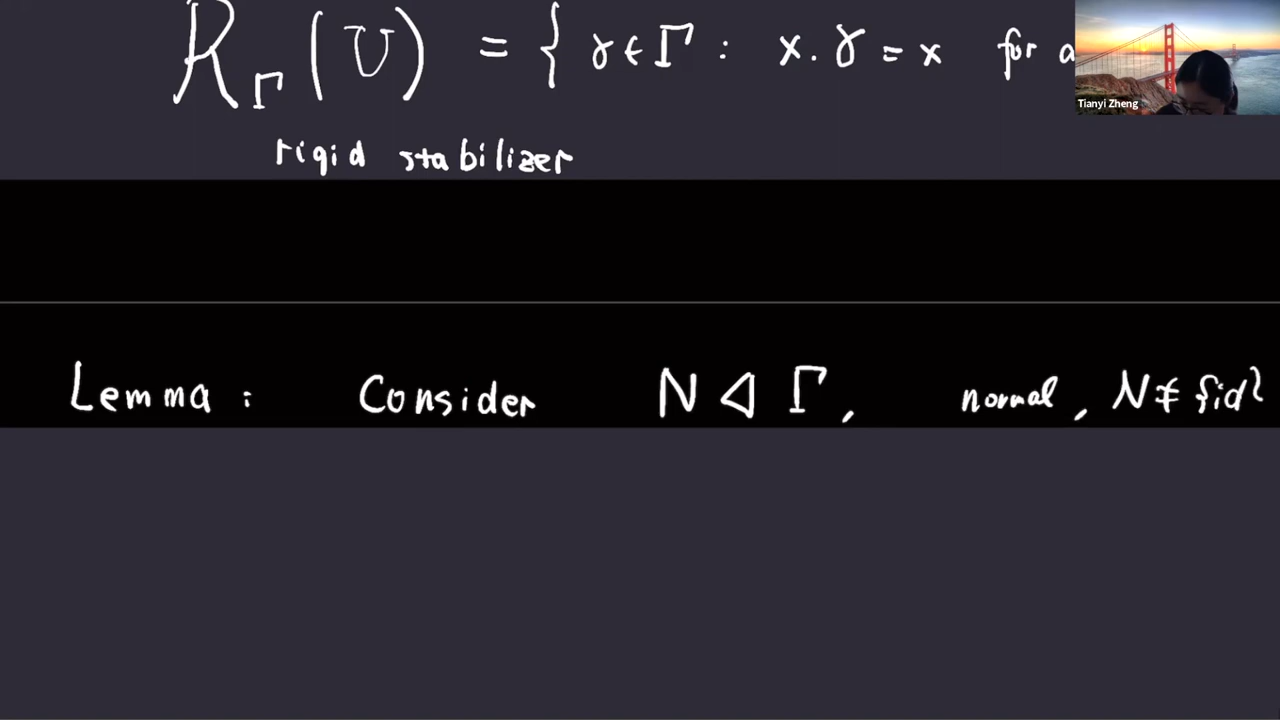 R_Γ(U) = { γ ∈ Γ : x.γ = x for a
Tianyi Zheng
rigid stabilizer
Lemma: Consider N ◁ Γ, normal, N ≠ {id}